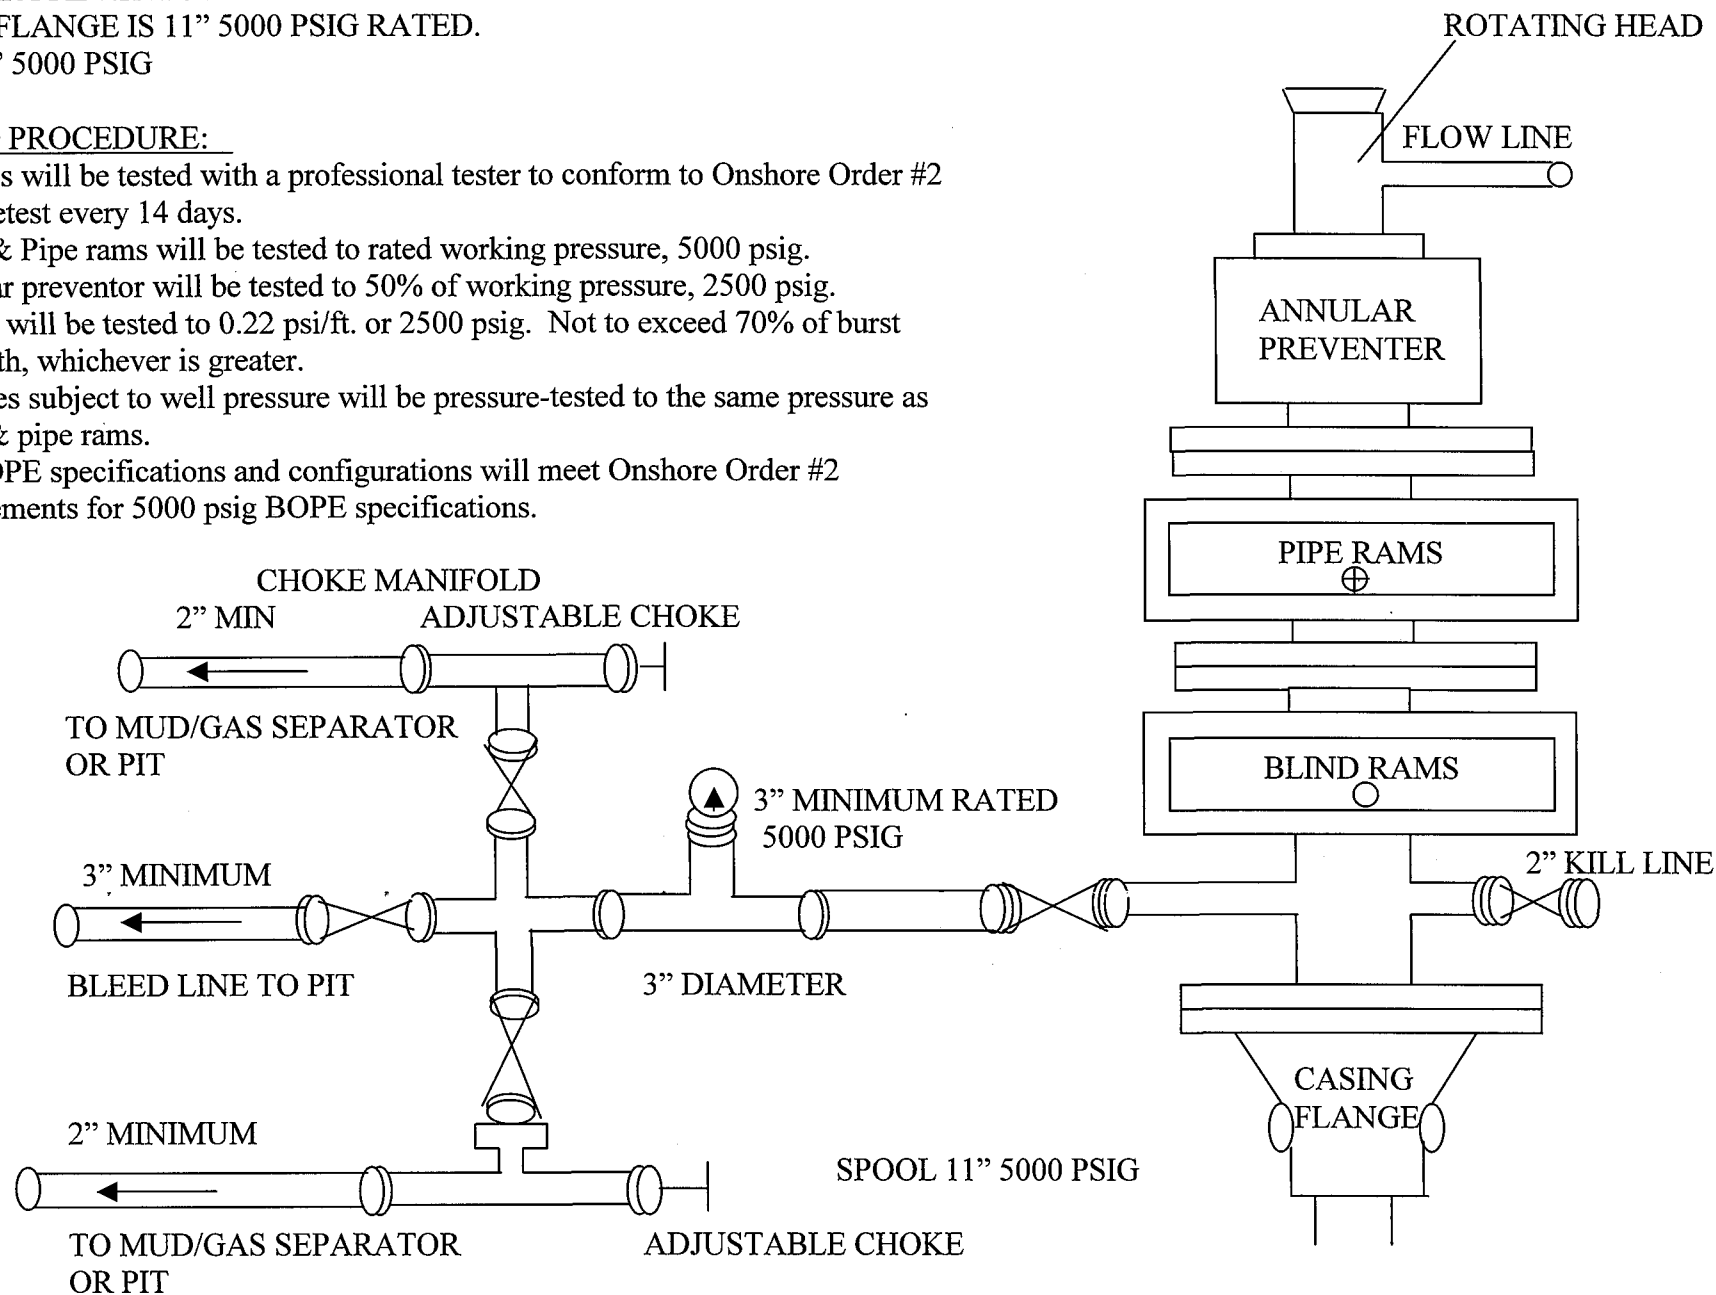 FLANGE IS 11” 5000 PSIG RATED.
5000 PSIG
PROCEDURE:
will be tested with a professional tester to conform to Onshore Order #2
every 14 days.
& Pipe rams will be tested to rated working pressure, 5000 psig.
preventor will be tested to 50% of working pressure, 2500 psig.
will be tested to 0.22 psi/ft. or 2500 psig. Not to exceed 70% of burst
whichever is greater.
subject to well pressure will be pressure-tested to the same pressure as
& pipe rams.
specifications and configurations will meet Onshore Order #2
for 5000 psig BOPE specifications.
ROTATING HEAD
FLOW LINE
ANNULAR
PREVENTER
PIPE RAMS
BLIND RAMS
2” KILL LINE
CASING
FLANGE
SPOOL 11” 5000 PSIG
CHOKE MANIFOLD
2” MIN
ADJUSTABLE CHOKE
TO MUD/GAS SEPARATOR
OR PIT
3” MINIMUM RATED
5000 PSIG
3” MINIMUM
BLEED LINE TO PIT
3” DIAMETER
2” MINIMUM
TO MUD/GAS SEPARATOR
OR PIT
ADJUSTABLE CHOKE